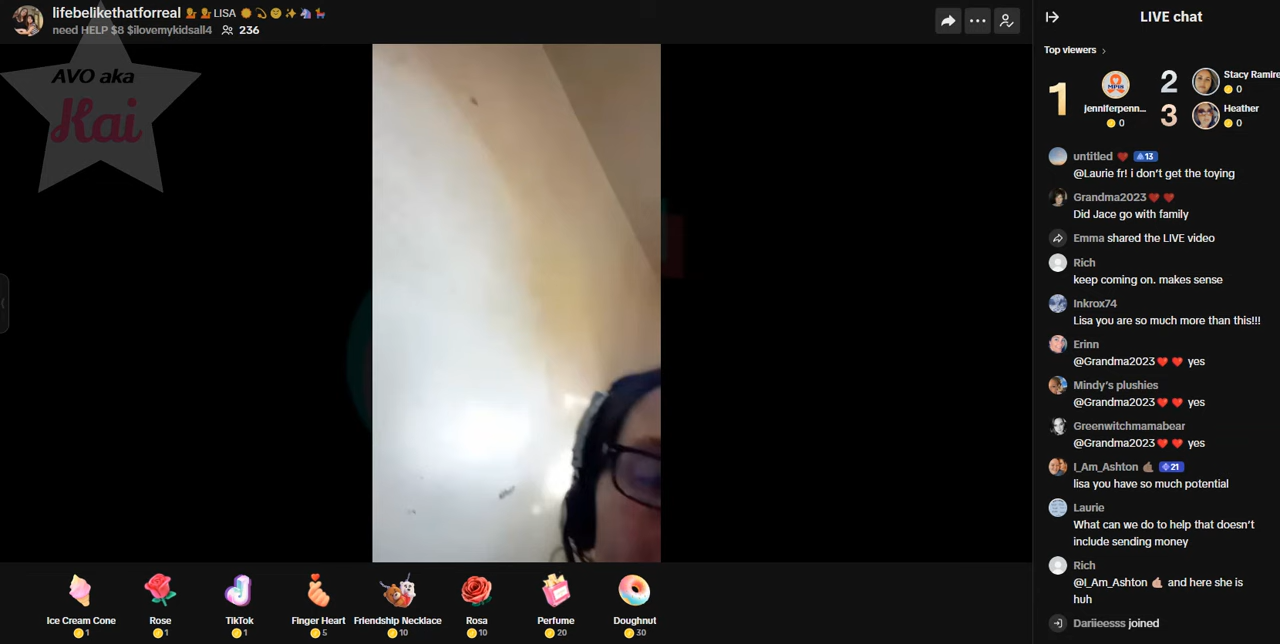 lifebelikethatforreal 💁 💁 LISA 🌞 💫 😊 ✨ 🦄 🎠
need HELP $8 $ilovemykidsall4 236
AVO aka
Kai
LIVE chat
Top viewers >
1 jenniferpenn... 0
2 Stacy Ramire 0
3 Heather 0
untitled ❤️ 13
@Laurie fr! i don't get the toying
Grandma2023❤️ ❤️
Did Jace go with family
Emma shared the LIVE video
Rich
keep coming on. makes sense
Inkrox74
Lisa you are so much more than this!!!
Erinn
@Grandma2023❤️ ❤️ yes
Mindy's plushies
@Grandma2023❤️ ❤️ yes
Greenwitchmamabear
@Grandma2023❤️ ❤️ yes
I_Am_Ashton 🤙🏽 21
lisa you have so much potential
Laurie
What can we do to help that doesn't
include sending money
Rich
@I_Am_Ashton 🤙🏽 and here she is
huh
Dariieesss joined
Ice Cream Cone Rose TikTok Finger Heart Friendship Necklace Rosa Perfume Doughnut
1 1 1 5 10 10 20 30